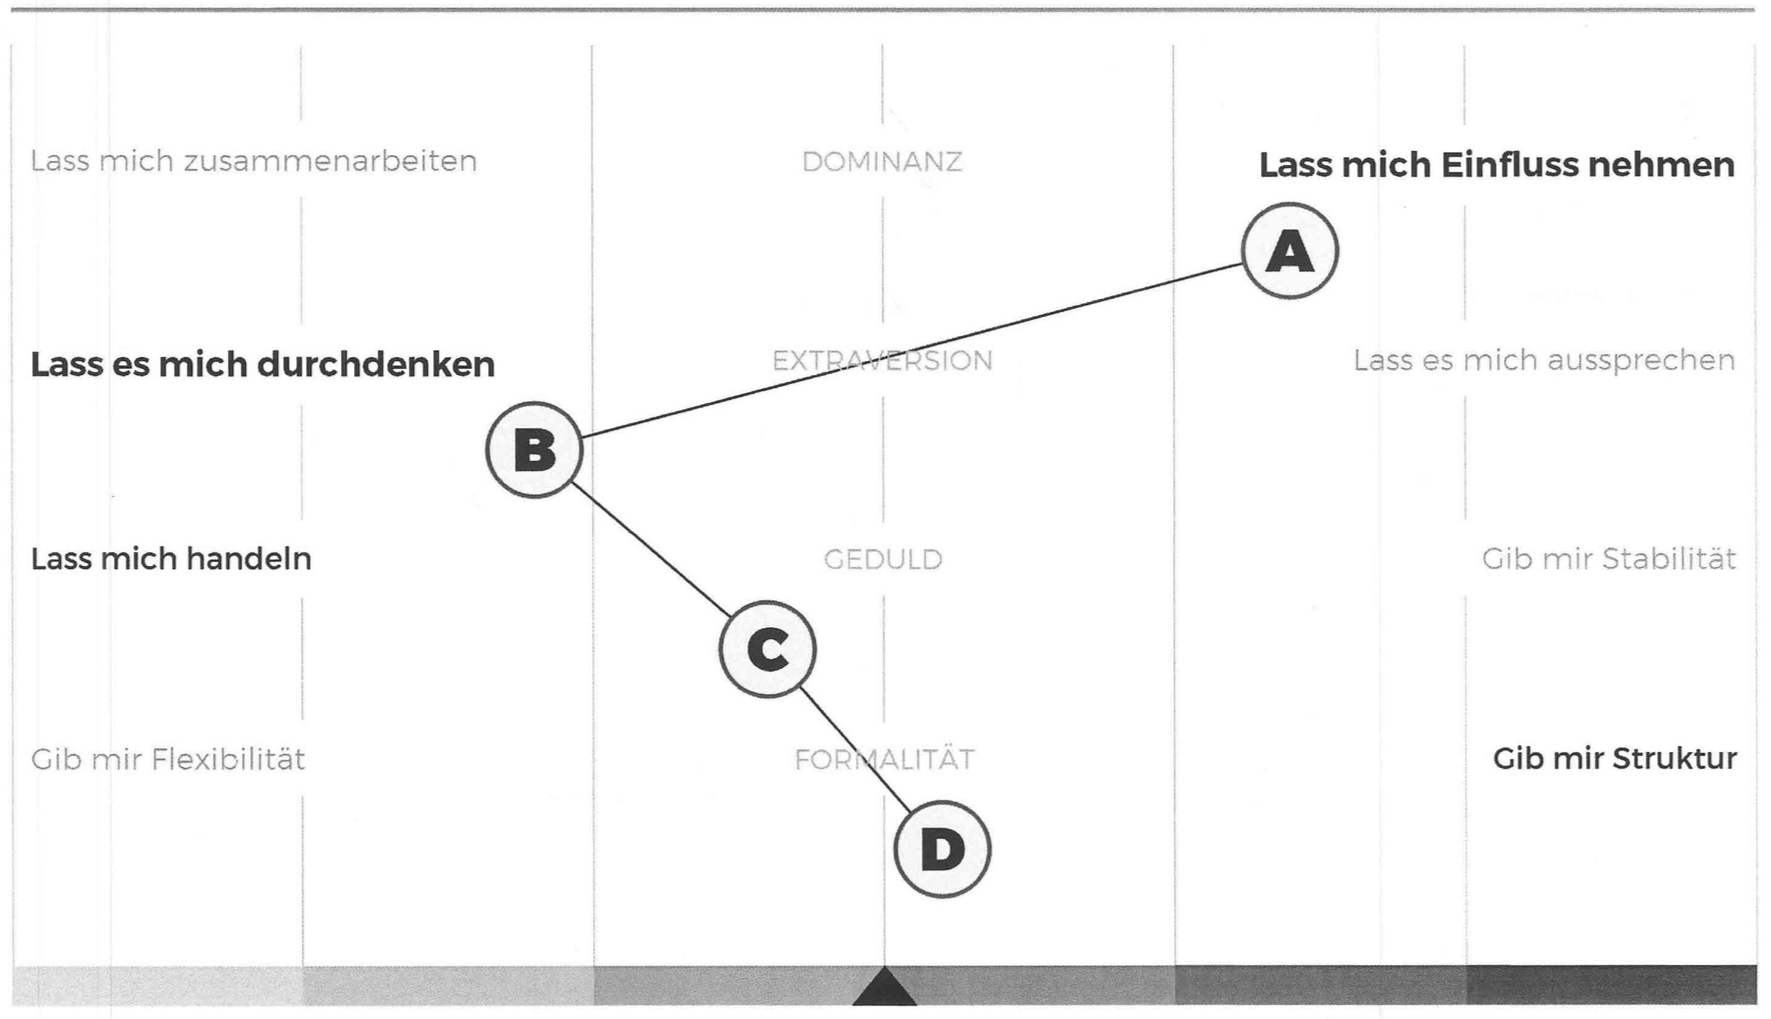 Lass mich zusammenarbeiten DOMINANZ Lass mich Einfluss nehmen
A
Lass es mich durchdenken EXTRAVERSION Lass es mich aussprechen
B
Lass mich handeln GEDULD Gib mir Stabilität
C
Gib mir Flexibilität FORMALITÄT Gib mir Struktur
D